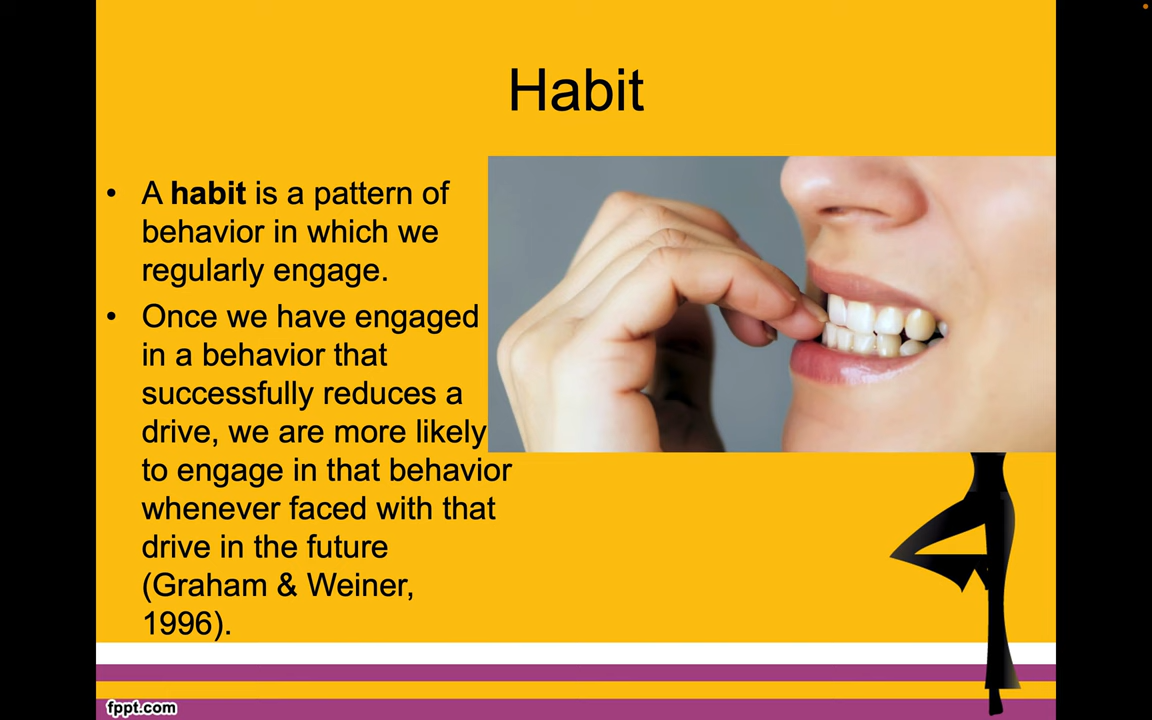 Habit
• A habit is a pattern of
behavior in which we
regularly engage.
• Once we have engaged
in a behavior that
successfully reduces a
drive, we are more likely
to engage in that behavior
whenever faced with that
drive in the future
(Graham & Weiner,
1996).
fppt.com